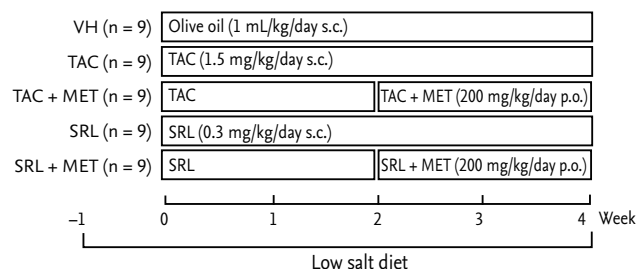 VH (n = 9) Olive oil (1 mL/kg/day s.c.)
TAC (n = 9) TAC (1.5 mg/kg/day s.c.)
TAC + MET (n = 9) TAC TAC + MET (200 mg/kg/day p.o.)
SRL (n = 9) SRL (0.3 mg/kg/day s.c.)
SRL + MET (n = 9) SRL SRL + MET (200 mg/kg/day p.o.)
–1 0 1 2 3 4 Week
Low salt diet